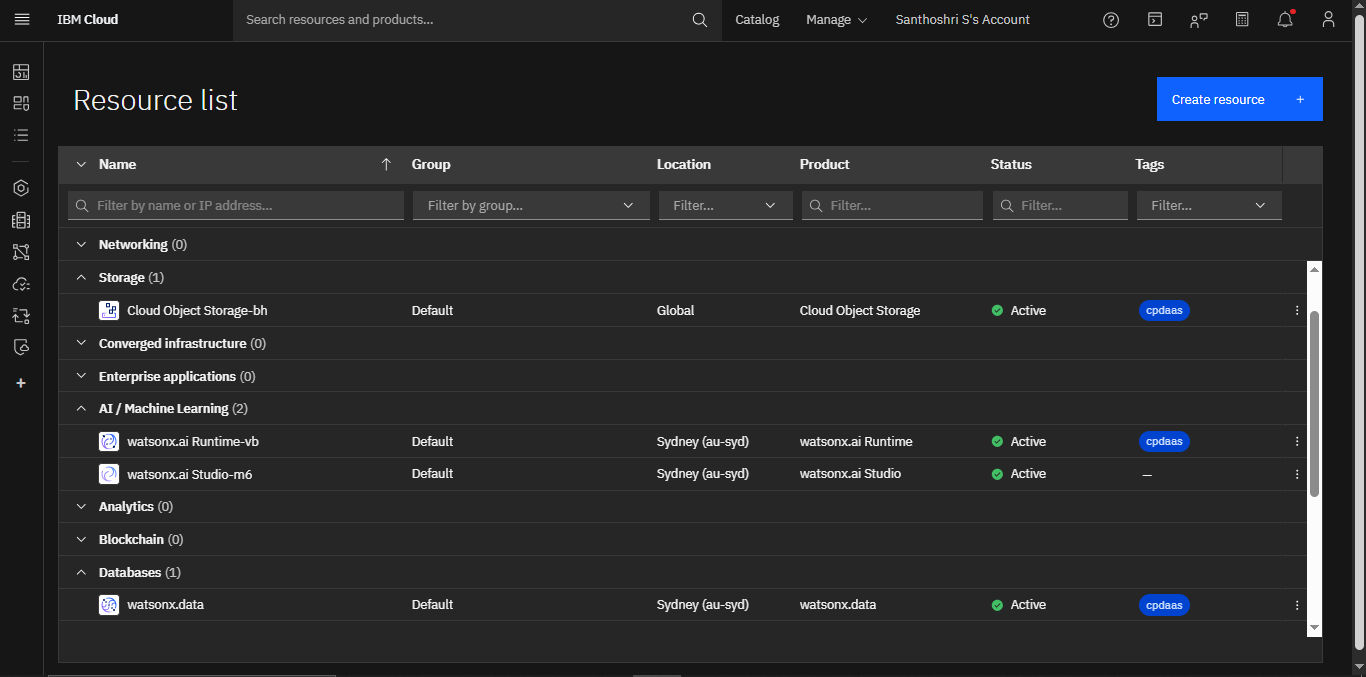 IBM Cloud Search resources and products... Catalog Manage Santhoshri S's Account
Resource list Create resource +
Name Group Location Product Status Tags
Filter by name or IP address... Filter by group... Filter... Filter... Filter... Filter...
Networking (0)
Storage (1)
Cloud Object Storage-bh Default Global Cloud Object Storage Active cpdaas
Converged infrastructure (0)
Enterprise applications (0)
AI / Machine Learning (2)
watsonx.ai Runtime-vb Default Sydney (au-syd) watsonx.ai Runtime Active cpdaas
watsonx.ai Studio-m6 Default Sydney (au-syd) watsonx.ai Studio Active —
Analytics (0)
Blockchain (0)
Databases (1)
watsonx.data Default Sydney (au-syd) watsonx.data Active cpdaas